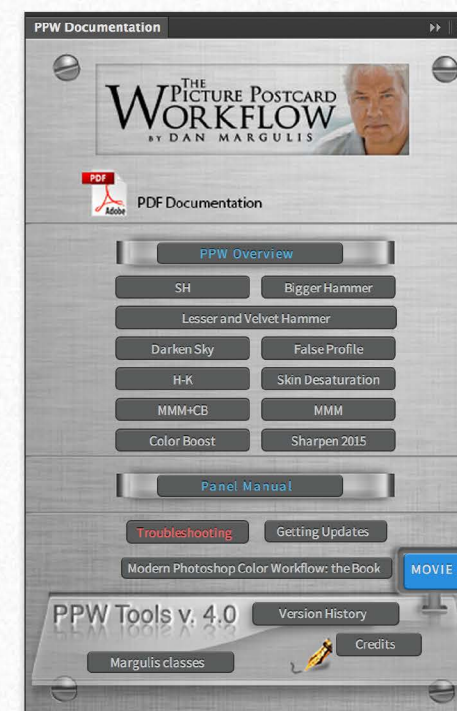 PPW Documentation
THE
PICTURE POSTCARD
WORKFLOW
BY DAN MARGULIS
PDF
Adobe
PDF Documentation
PPW Overview
SH Bigger Hammer
Lesser and Velvet Hammer
Darken Sky False Profile
H-K Skin Desaturation
MMM+CB MMM
Color Boost Sharpen 2015
Panel Manual
Troubleshooting Getting Updates
Modern Photoshop Color Workflow: the Book MOVIE
PPW Tools v. 4.0 Version History
Credits
Margulis classes